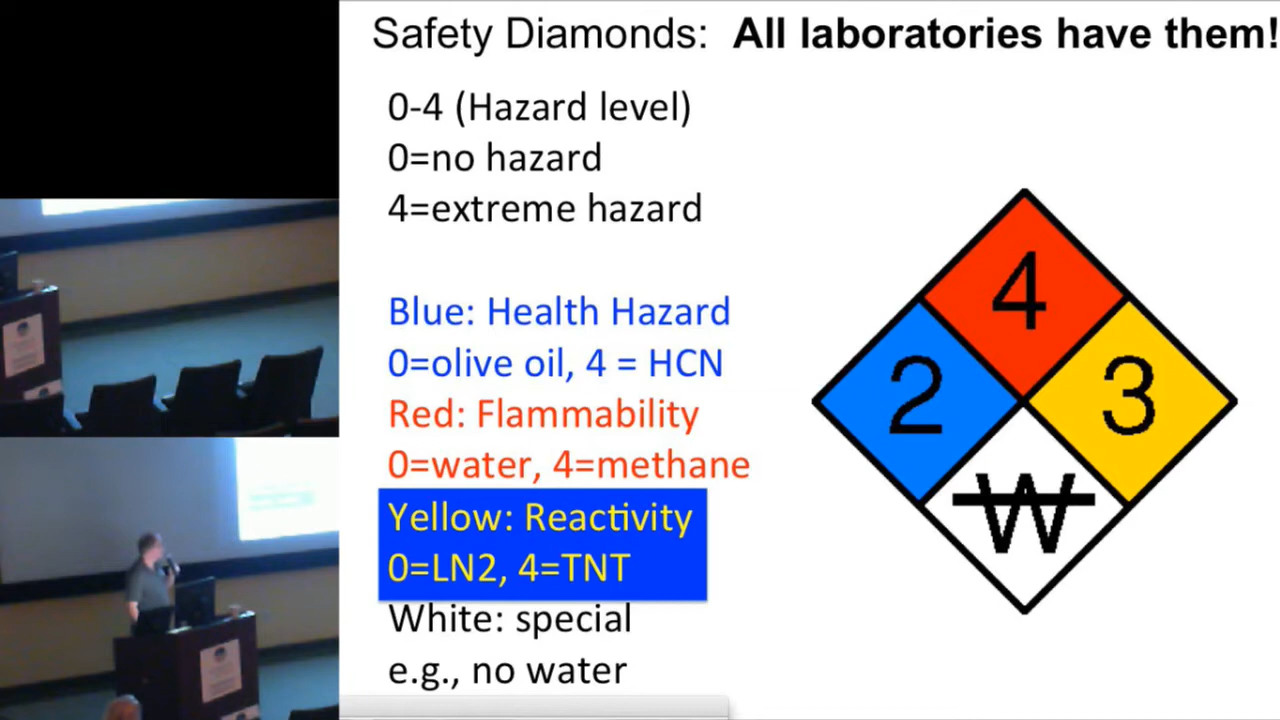 Safety Diamonds: All laboratories have them!
0-4 (Hazard level)
0=no hazard
4=extreme hazard
Blue: Health Hazard
0=olive oil, 4 = HCN
Red: Flammability
0=water, 4=methane
Yellow: Reactivity
0=LN2, 4=TNT
White: special
e.g., no water
4
2
3
W